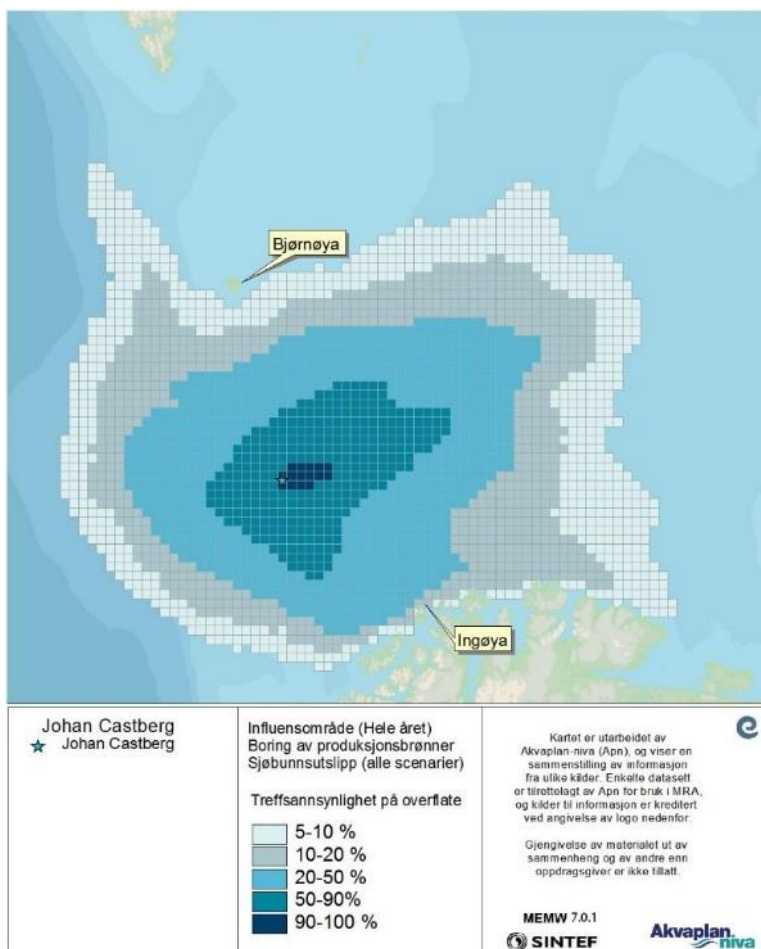 Bjørnøya
Ingøya
Johan Castberg
Johan Castberg
Influensområde (Hele året)
Boring av produksjonsbrønner
Sjøbunnsutslipp (alle scenarier)
Treffsannsynlighet på overflate
5-10 %
10-20 %
20-50 %
50-90%
90-100 %
Kartet er utarbeidet av
Akvaplan-niva (Apn), og viser en
sammenstilling av informasjon
fra ulike kilder. Enkelte datasett
er tilrettelagt av Apn for bruk i MRA,
og kilder til informasjon er kreditert
ved angivelse av logo nedenfor.
Gjengivelse av materialet ut av
sammenheng og av andre enn
oppdragsgiver er ikke tillatt.
MEMW 7.0.1
SINTEF
Akvaplan
niva